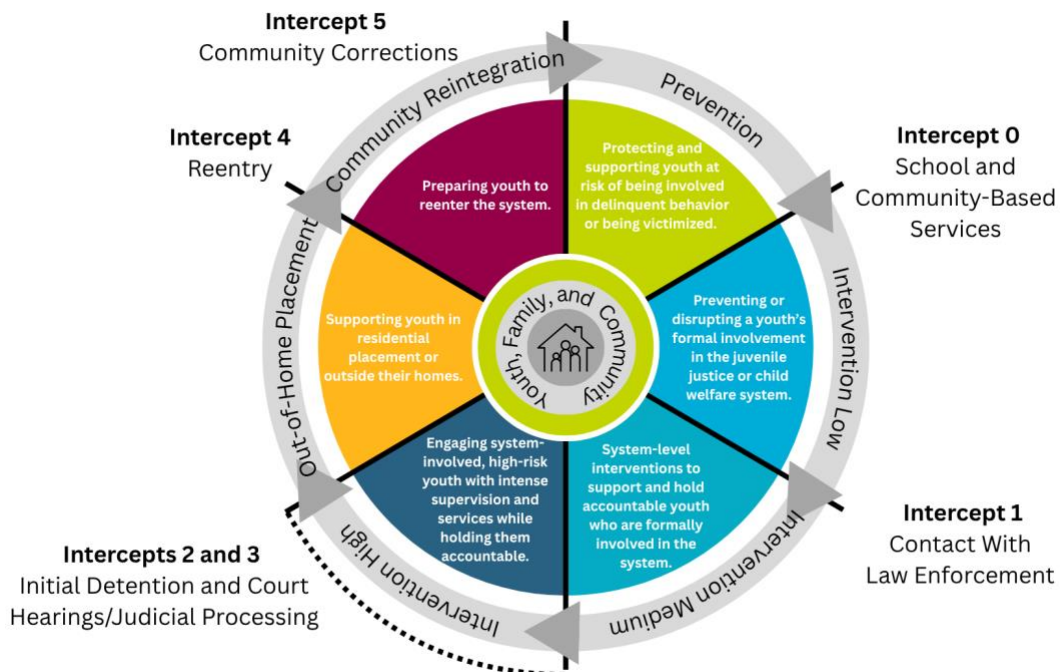 Intercept 5
Community Corrections
Intercept 4
Reentry
Intercept 0
School and
Community-Based
Services
Intercept 1
Contact With
Law Enforcement
Intercepts 2 and 3
Initial Detention and Court
Hearings/Judicial Processing
Prevention
Intervention Low
Intervention Medium
Intervention High
Out-of-Home Placement
Community Reintegration
Protecting and
supporting youth at
risk of being involved
in delinquent behavior
or being victimized.
Preventing or
disrupting a youth's
formal involvement
in the juvenile
justice or child
welfare system.
System-level
interventions to
support and hold
accountable youth
who are formally
involved in the
system.
Engaging system-
involved, high-risk
youth with intense
supervision and
services while
holding them
accountable.
Supporting youth in
residential
placement or
outside their homes.
Preparing youth to
reenter the system.
Youth, Family, and Community